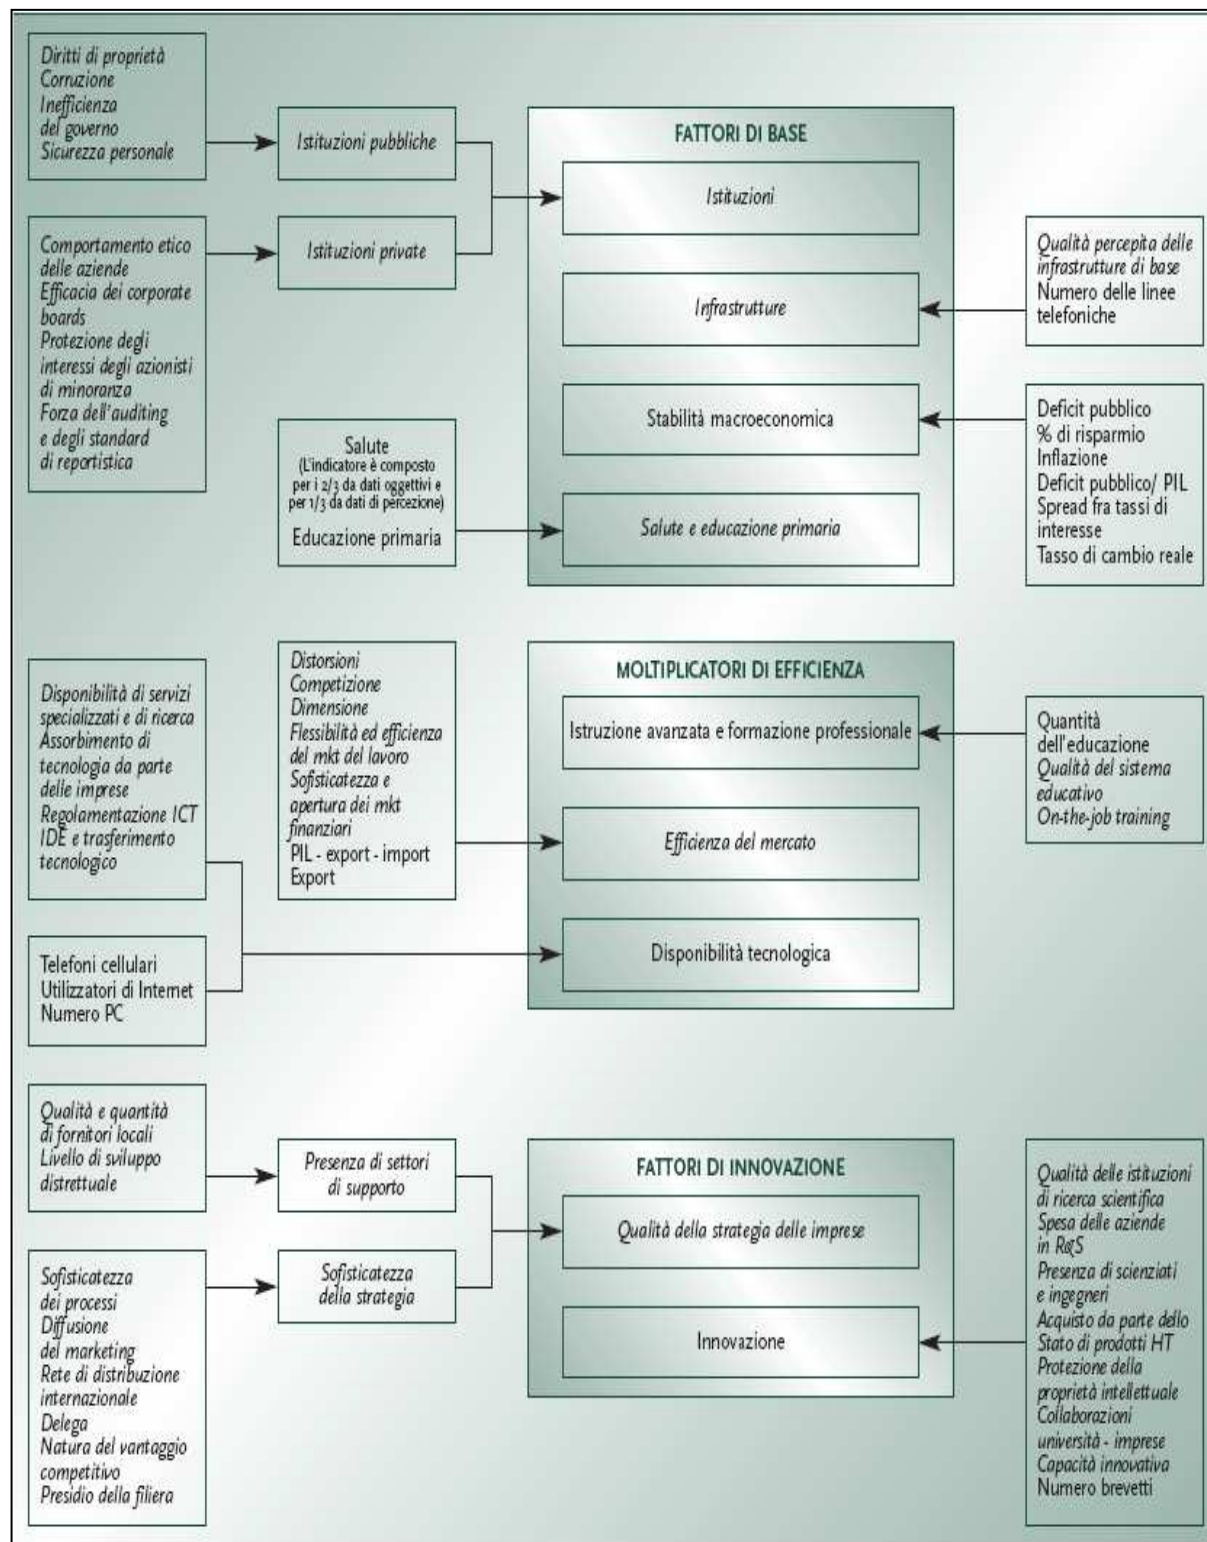 Diritti di proprietà
Corruzione
Inefficienza
del governo
Sicurezza personale
Istituzioni pubbliche
Comportamento etico
delle aziende
Efficacia dei corporate
boards
Protezione degli
interessi degli azionisti
di minoranza
Forza dell'auditing
e degli standard
di reportistica
Istituzioni private
Salute
(L'indicatore è composto
per i 2/3 da dati oggettivi e
per 1/3 da dati di percezione)
Educazione primaria
FATTORI DI BASE
Istituzioni
Infrastrutture
Stabilità macroeconomica
Salute e educazione primaria
Qualità percepita delle
infrastrutture di base
Numero delle linee
telefoniche
Deficit pubblico
% di risparmio
Inflazione
Deficit pubblico/ PIL
Spread fra tassi di
interesse
Tasso di cambio reale
Disponibilità di servizi
specializzati e di ricerca
Assorbimento di
tecnologia da parte
delle imprese
Regolamentazione ICT
IDE e trasferimento
tecnologico
Telefoni cellulari
Utilizzatori di Internet
Numero PC
Distorsioni
Competizione
Dimensione
Flessibilità ed efficienza
del mkt del lavoro
Sofisticatezza e
apertura dei mkt
finanziari
PIL - export - import
Export
MOLTIPLICATORI DI EFFICIENZA
Istruzione avanzata e formazione professionale
Efficienza del mercato
Disponibilità tecnologica
Quantità
dell'educazione
Qualità del sistema
educativo
On-the-job training
Qualità e quantità
di fornitori locali
Livello di sviluppo
distrettuale
Presenza di settori
di supporto
Sofisticatezza
dei processi
Diffusione
del marketing
Rete di distribuzione
internazionale
Delega
Natura del vantaggio
competitivo
Presidio della filiera
Sofisticatezza
della strategia
FATTORI DI INNOVAZIONE
Qualità della strategia delle imprese
Innovazione
Qualità delle istituzioni
di ricerca scientifica
Spesa delle aziende
in R&S
Presenza di scienziati
e ingegneri
Acquisto da parte dello
Stato di prodotti HT
Protezione della
proprietà intellettuale
Collaborazioni
università - imprese
Capacità innovativa
Numero brevetti